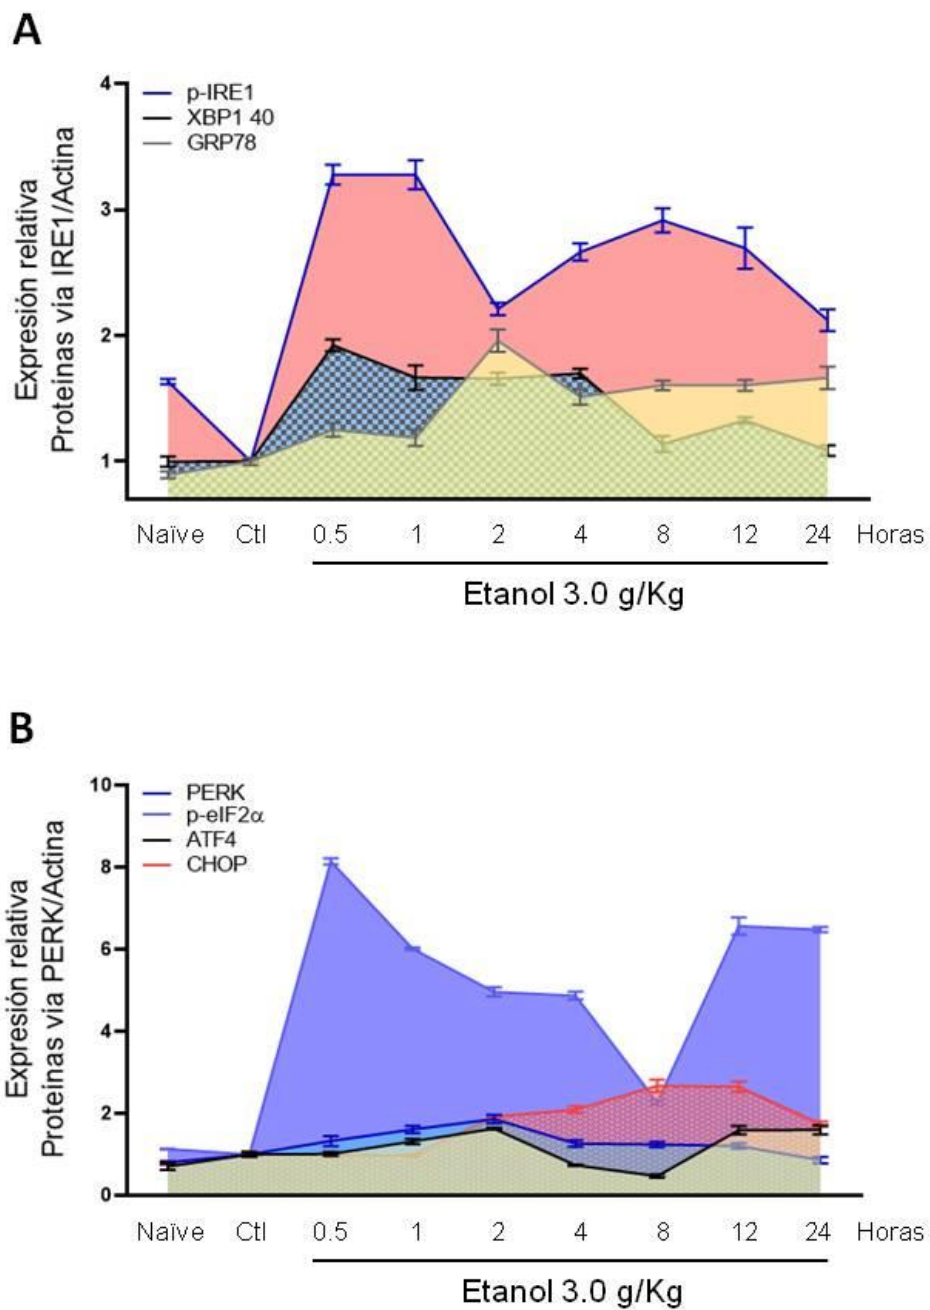 A
4
3
2
1
Expresión relativa
Proteínas via IRE1/Actina
p-IRE1
XBP1 40
GRP78
Naïve Ctl 0.5 1 2 4 8 12 24 Horas
Etanol 3.0 g/Kg
B
10
8
6
4
2
0
Expresión relativa
Proteínas via PERK/Actina
PERK
p-eIF2α
ATF4
CHOP
Naïve Ctl 0.5 1 2 4 8 12 24 Horas
Etanol 3.0 g/Kg